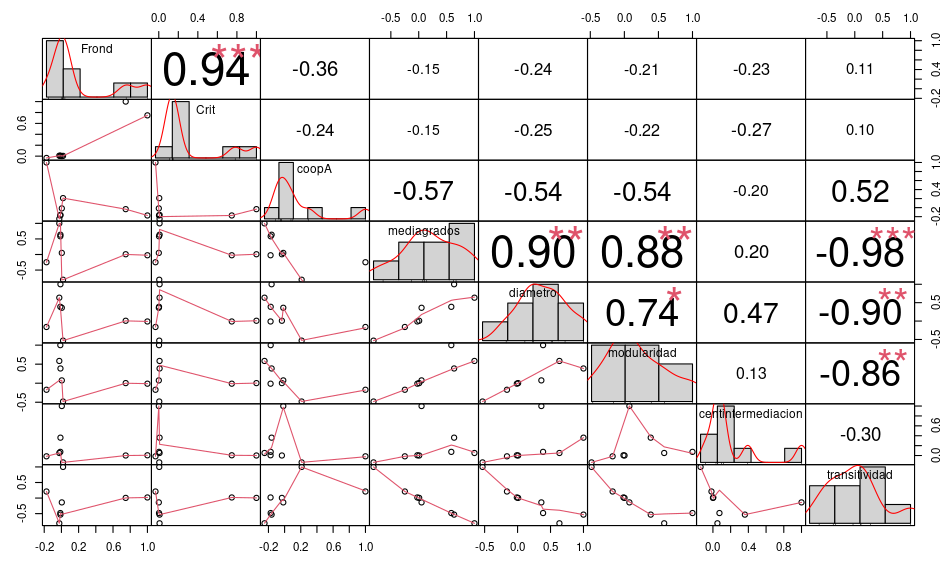 0.0 0.4 0.8 -0.5 0.0 0.5 1.0 -0.5 0.0 0.5 1.0 -0.5 0.0 0.5 1.0
Frond 0.94 *** -0.36 -0.15 -0.24 -0.21 -0.23 0.11 -0.2 0.4 1.0
0.0 0.6 Crit -0.24 -0.15 -0.25 -0.22 -0.27 0.10
coopA -0.57 -0.54 -0.54 -0.20 0.52 -0.2 0.4 1.0
-0.5 0.5 mediagrados 0.90 ** 0.88 ** 0.20 -0.98 ***
diametro 0.74 * 0.47 -0.90 ** -0.5 0.5
-0.5 0.5 modularidad 0.13 -0.86 **
centintermediacion -0.30 0.0 0.6
-0.5 0.5 transitividad
-0.2 0.2 0.6 1.0 -0.2 0.2 0.6 1.0 -0.5 0.0 0.5 1.0 0.0 0.4 0.8